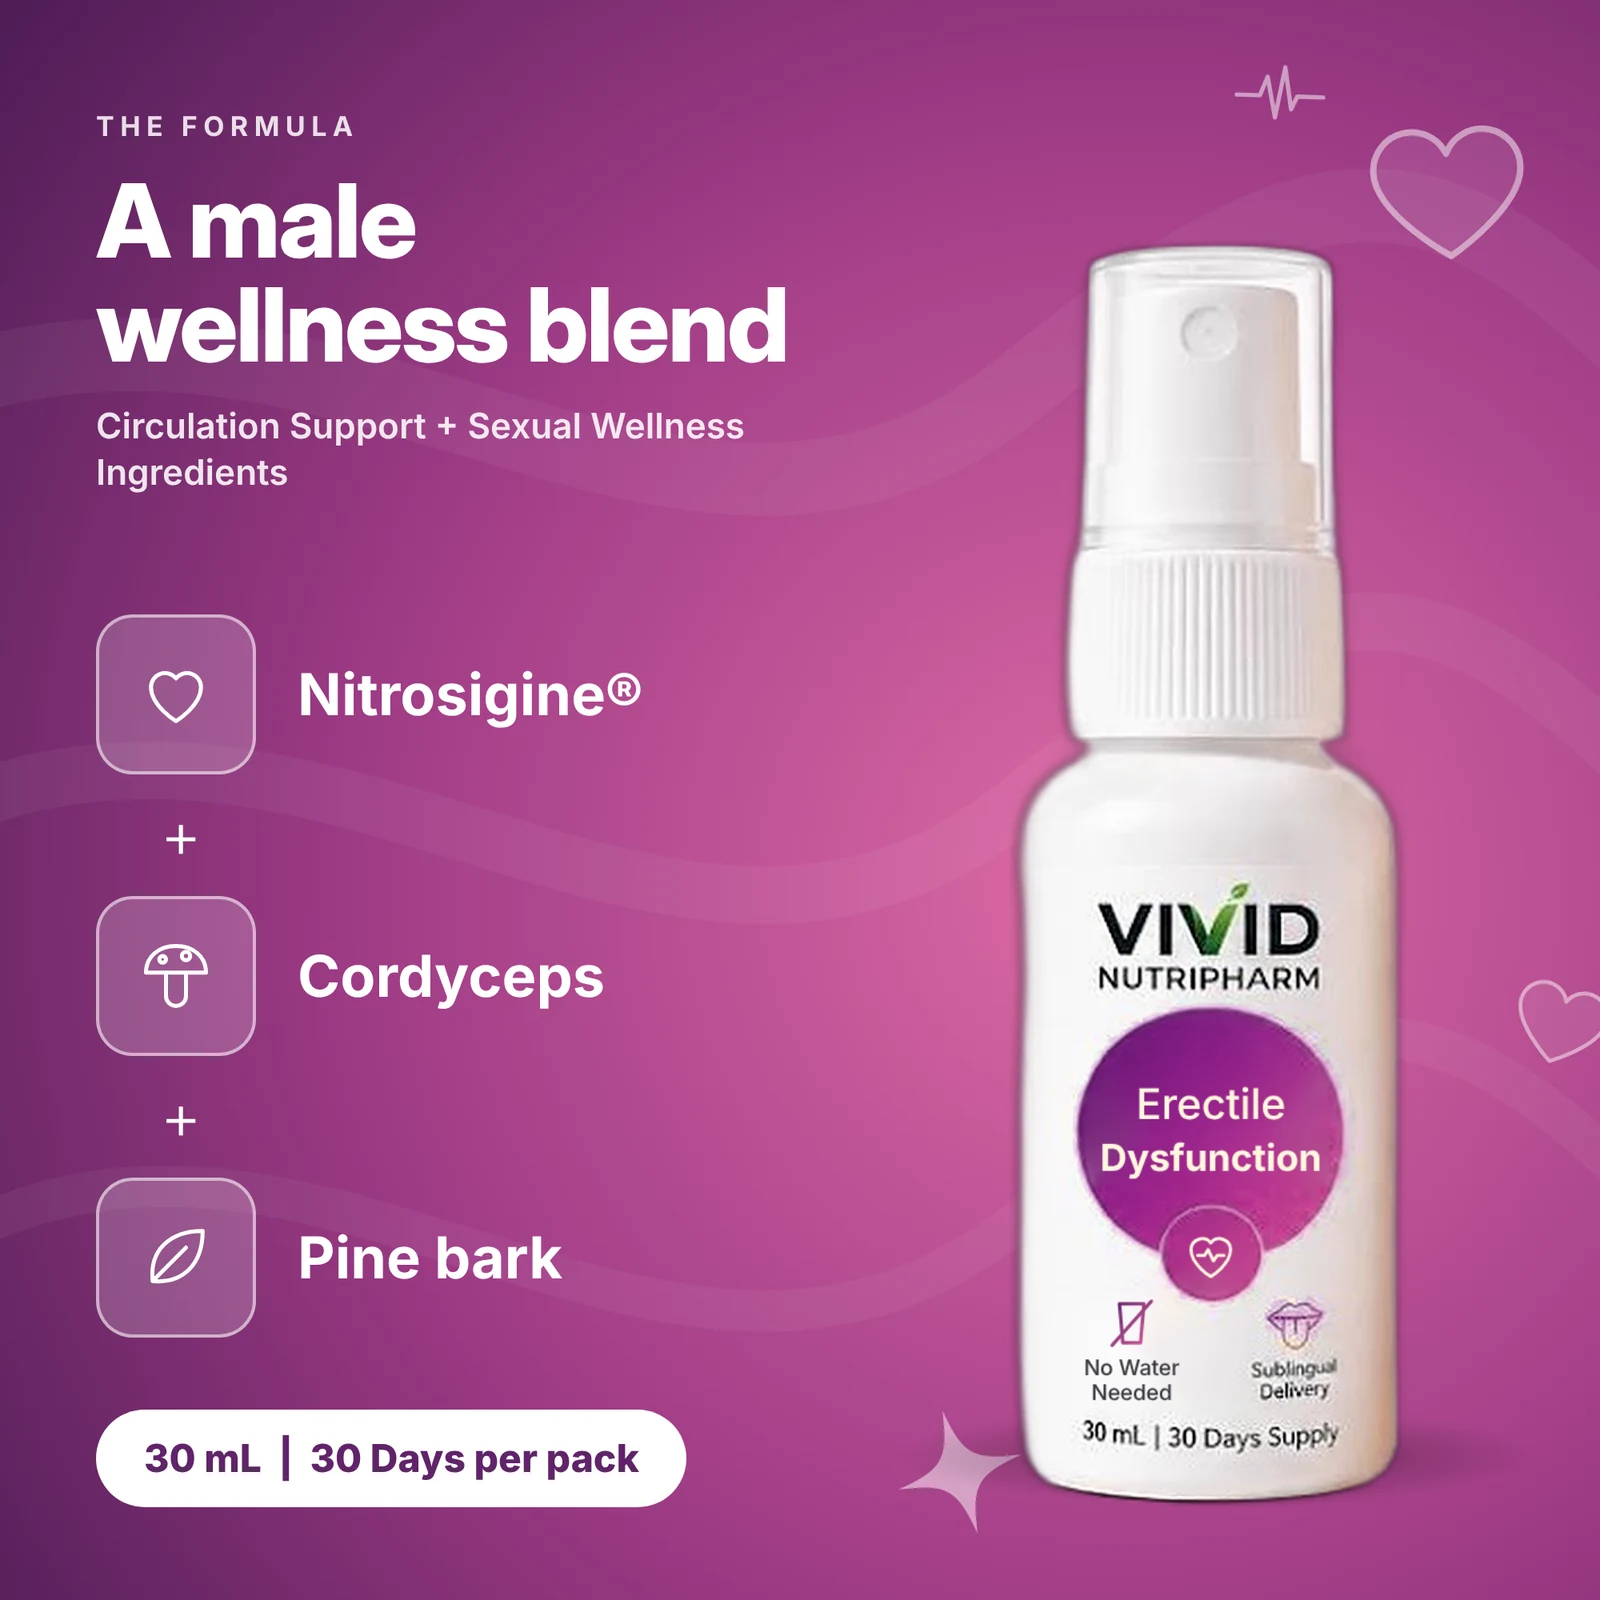 THE FORMULA
A male
wellness blend
Circulation Support + Sexual Wellness
Ingredients
Nitrosigine®
+
Cordyceps
+
Pine bark
30 mL | 30 Days per pack
VIVID
NUTRIPHARM
Erectile
Dysfunction
No Water
Needed
Sublingual
Delivery
30 mL | 30 Days Supply